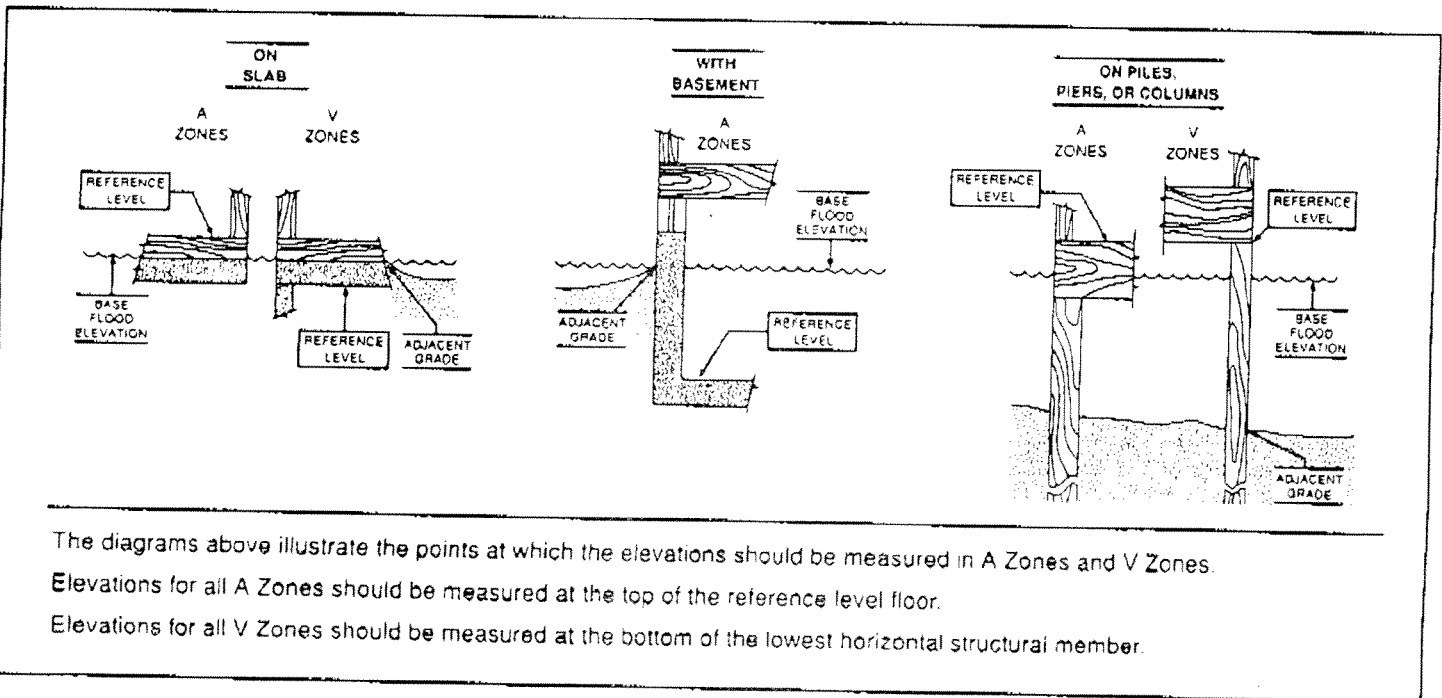 ON
SLAB
A
ZONES
V
ZONES
REFERENCE
LEVEL
BASE
FLOOD
ELEVATION
REFERENCE
LEVEL
ADJACENT
GRADE
WITH
BASEMENT
A
ZONES
BASE
FLOOD
ELEVATION
ADJACENT
GRADE
REFERENCE
LEVEL
ON PILES,
PIERS, OR COLUMNS
A
ZONES
V
ZONES
REFERENCE
LEVEL
REFERENCE
LEVEL
BASE
FLOOD
ELEVATION
ADJACENT
GRADE
The diagrams above illustrate the points at which the elevations should be measured in A Zones and V Zones.
Elevations for all A Zones should be measured at the top of the reference level floor.
Elevations for all V Zones should be measured at the bottom of the lowest horizontal structural member.